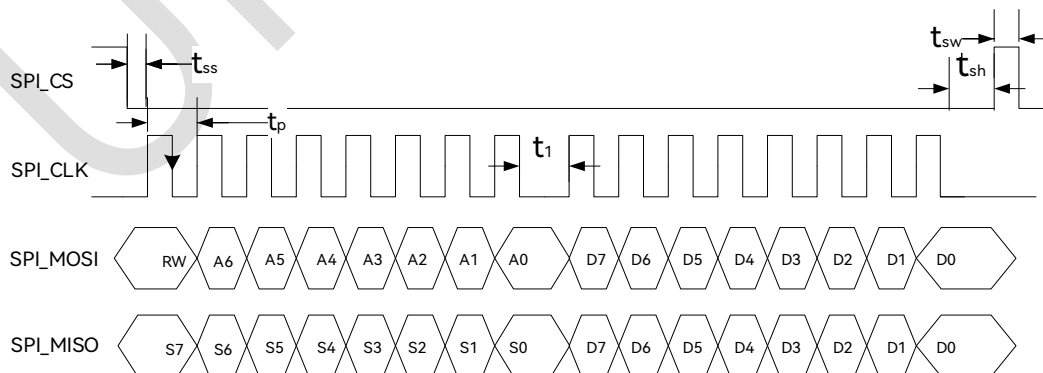 tsw
SPI_CS tss tsh
tp
SPI_CLK t1
SPI_MOSI RW A6 A5 A4 A3 A2 A1 A0 D7 D6 D5 D4 D3 D2 D1 D0
SPI_MISO S7 S6 S5 S4 S3 S2 S1 S0 D7 D6 D5 D4 D3 D2 D1 D0